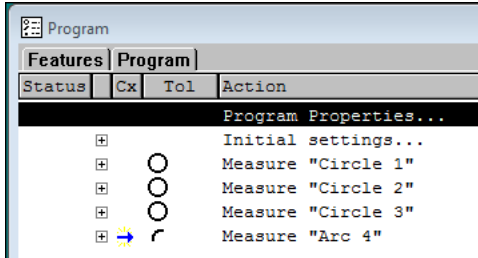 Program
Features Program
Status Cx Tol Action
Program Properties...
Initial settings...
Measure "Circle 1"
Measure "Circle 2"
Measure "Circle 3"
Measure "Arc 4"